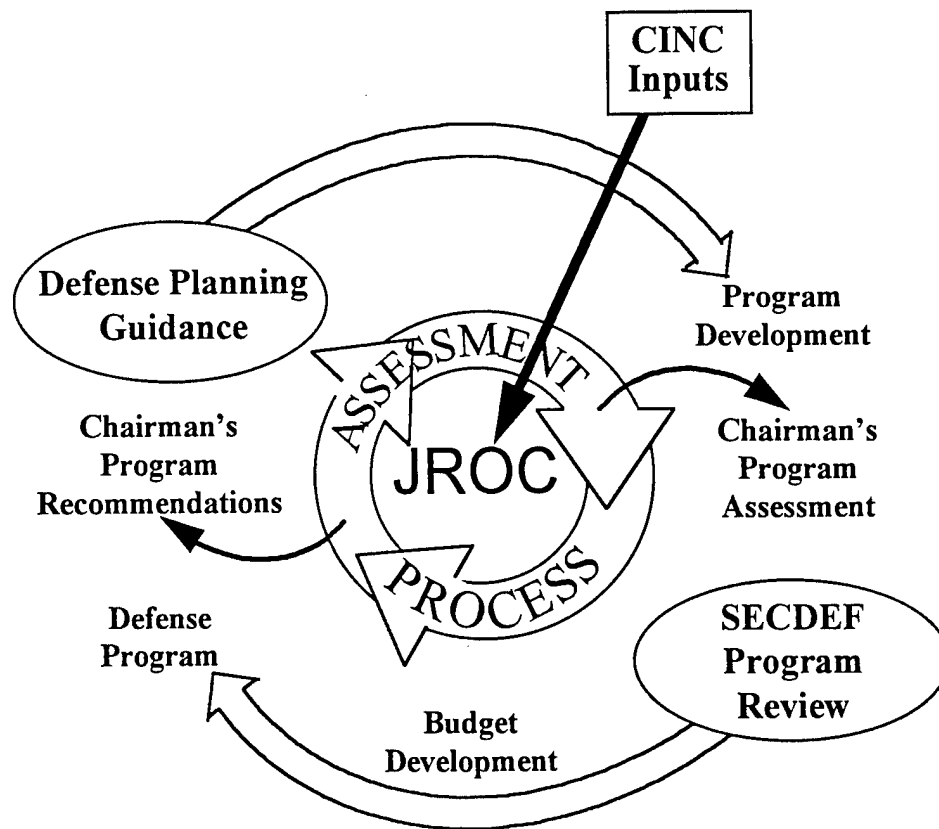 CINC
Inputs
Defense Planning
Guidance
Program
Development
ASSESSMENT
JROC
PROCESS
Chairman's
Program
Recommendations
Chairman's
Program
Assessment
Defense
Program
SECDEF
Program
Review
Budget
Development